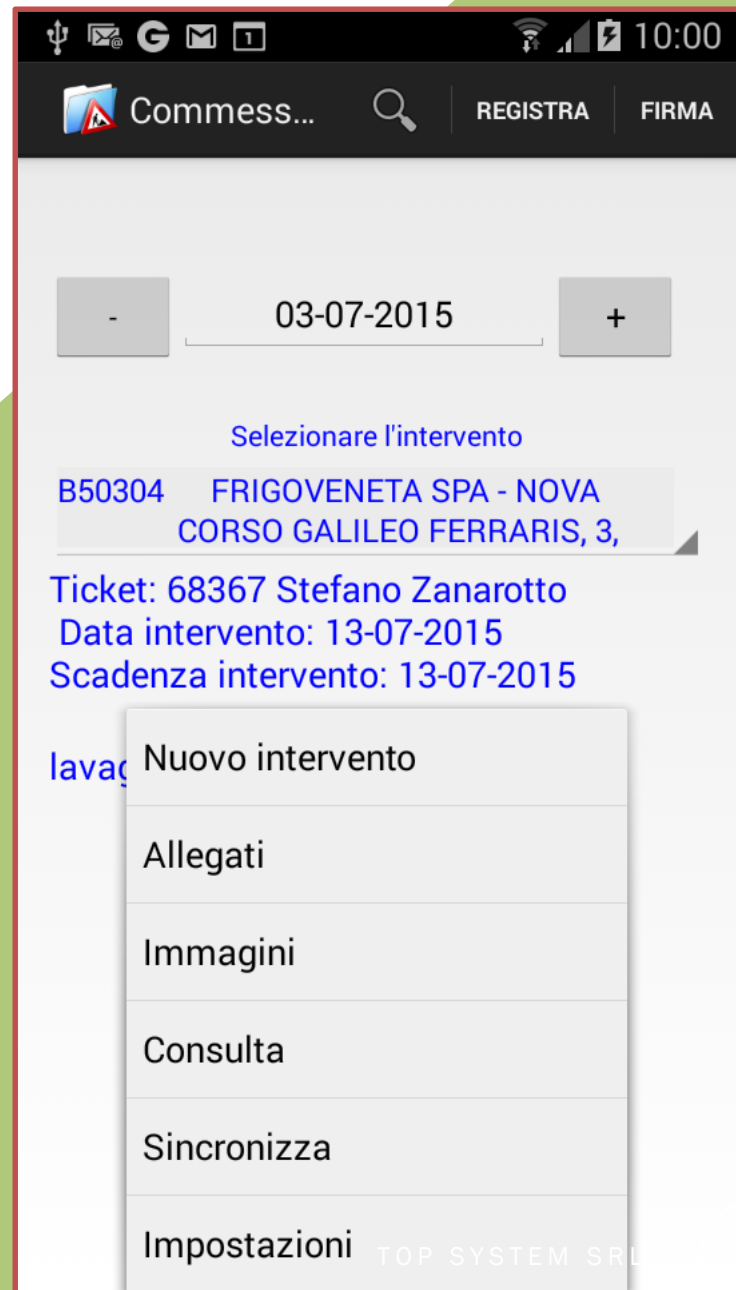 10:00
Commess... REGISTRA FIRMA
- 03-07-2015 +
Selezionare l'intervento
B50304 FRIGOVENETA SPA - NOVA
CORSO GALILEO FERRARIS, 3,
Ticket: 68367 Stefano Zanarotto
Data intervento: 13-07-2015
Scadenza intervento: 13-07-2015
Nuovo intervento
Allegati
Immagini
Consulta
Sincronizza
Impostazioni
TOP SYSTEM SRL